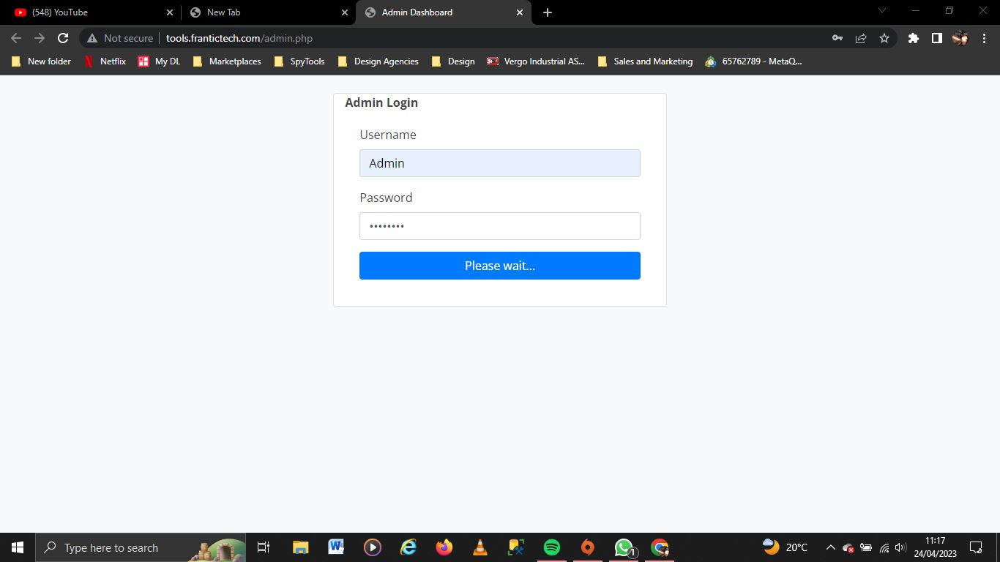 (548) YouTube
New Tab
Admin Dashboard
Not secure
tools.frantictech.com/admin.php
New folder
Netflix
My DL
Marketplaces
SpyTools
Design Agencies
Design
Vergo Industrial AS...
Sales and Marketing
65762789 - MetaQ...
Admin Login
Username
Admin
Password
••••••••
Please wait...
Type here to search
1
20°C
11:17
24/04/2023